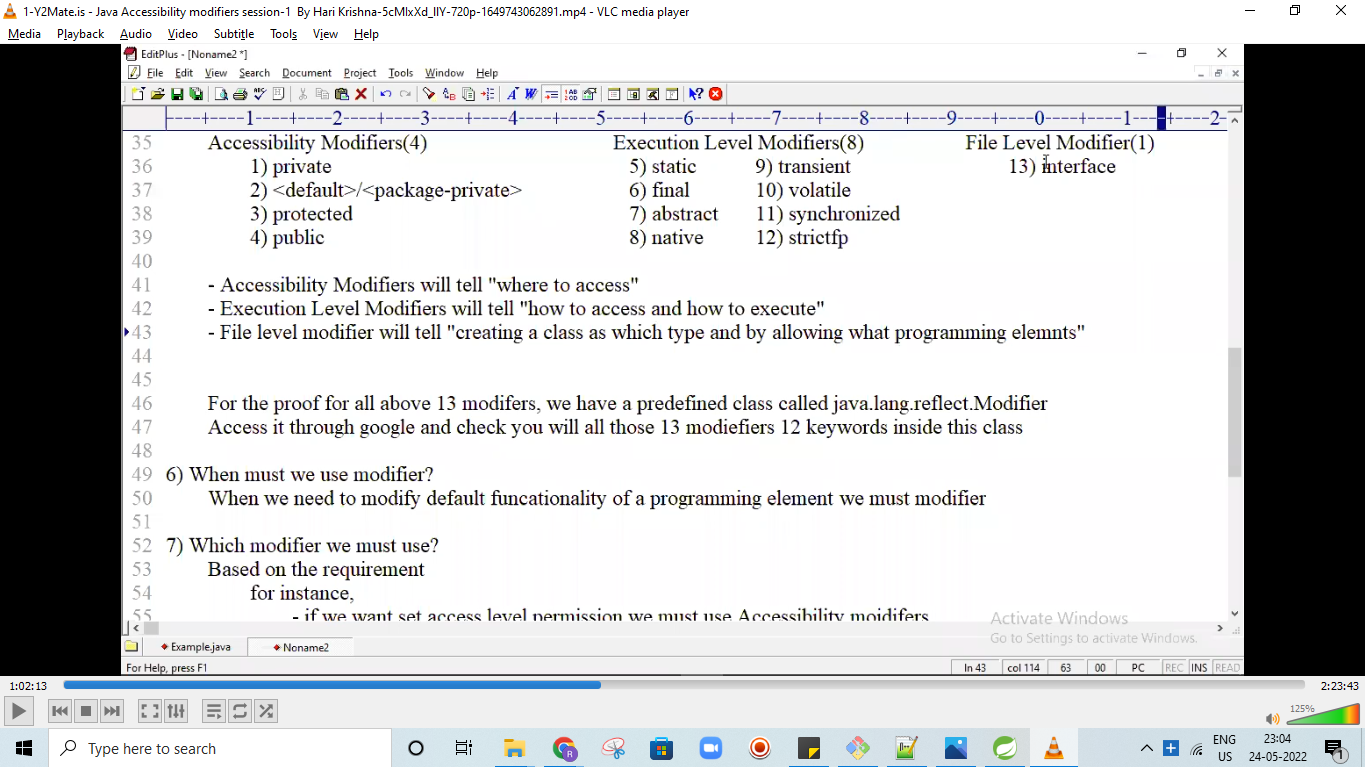 1-Y2Mate.is - Java Accessibility modifiers session-1 By Hari Krishna-5cMlxXd_lIY-720p-1649743062891.mp4 - VLC media player
Media Playback Audio Video Subtitle Tools View Help
EditPlus - [Noname2 *]
File Edit View Search Document Project Tools Window Help
1 2 3 4 5 6 7 8 9 0 1 2
35 Accessibility Modifiers(4) Execution Level Modifiers(8) File Level Modifier(1)
36 1) private 5) static 9) transient 13) interface
37 2) <default>/<package-private> 6) final 10) volatile
38 3) protected 7) abstract 11) synchronized
39 4) public 8) native 12) strictfp
40
41 - Accessibility Modifiers will tell "where to access"
42 - Execution Level Modifiers will tell "how to access and how to execute"
43 - File level modifier will tell "creating a class as which type and by allowing what programming elemnts"
44
45
46 For the proof for all above 13 modifers, we have a predefined class called java.lang.reflect.Modifier
47 Access it through google and check you will all those 13 modiefiers 12 keywords inside this class
48
49 6) When must we use modifier?
50 When we need to modify default funcationality of a programming element we must modifier
51
52 7) Which modifier we must use?
53 Based on the requirement
54 for instance,
55 - if we want set access level permission we must use Accessibility moidifers
Activate Windows
Go to Settings to activate Windows.
Example.java Noname2
For Help, press F1 ln 43 col 114 63 00 PC REC INS READ
1:02:13 2:23:43
125%
Type here to search
ENG
US
23:04
24-05-2022
1